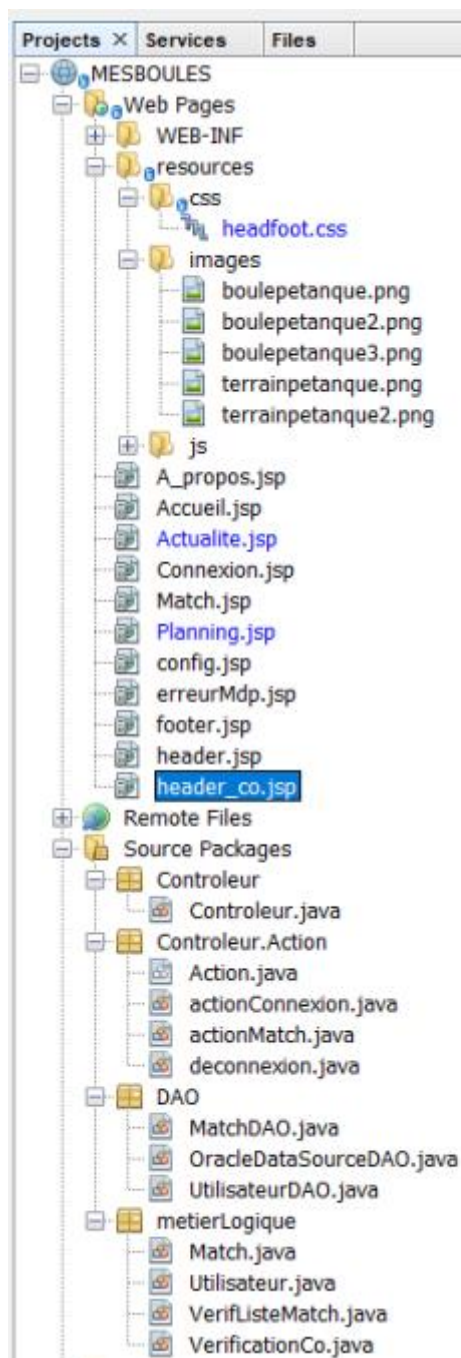 Projects × Services Files
MESBOULES
Web Pages
WEB-INF
resources
css
headfoot.css
images
boulepetanque.png
boulepetanque2.png
boulepetanque3.png
terrainpetanque.png
terrainpetanque2.png
js
A_propos.jsp
Accueil.jsp
Actualite.jsp
Connexion.jsp
Match.jsp
Planning.jsp
config.jsp
erreurMdp.jsp
footer.jsp
header.jsp
header_co.jsp
Remote Files
Source Packages
Controleur
Controleur.java
Controleur.Action
Action.java
actionConnexion.java
actionMatch.java
deconnexion.java
DAO
MatchDAO.java
OracleDataSourceDAO.java
UtilisateurDAO.java
metierLogique
Match.java
Utilisateur.java
VerifListeMatch.java
VerificationCo.java